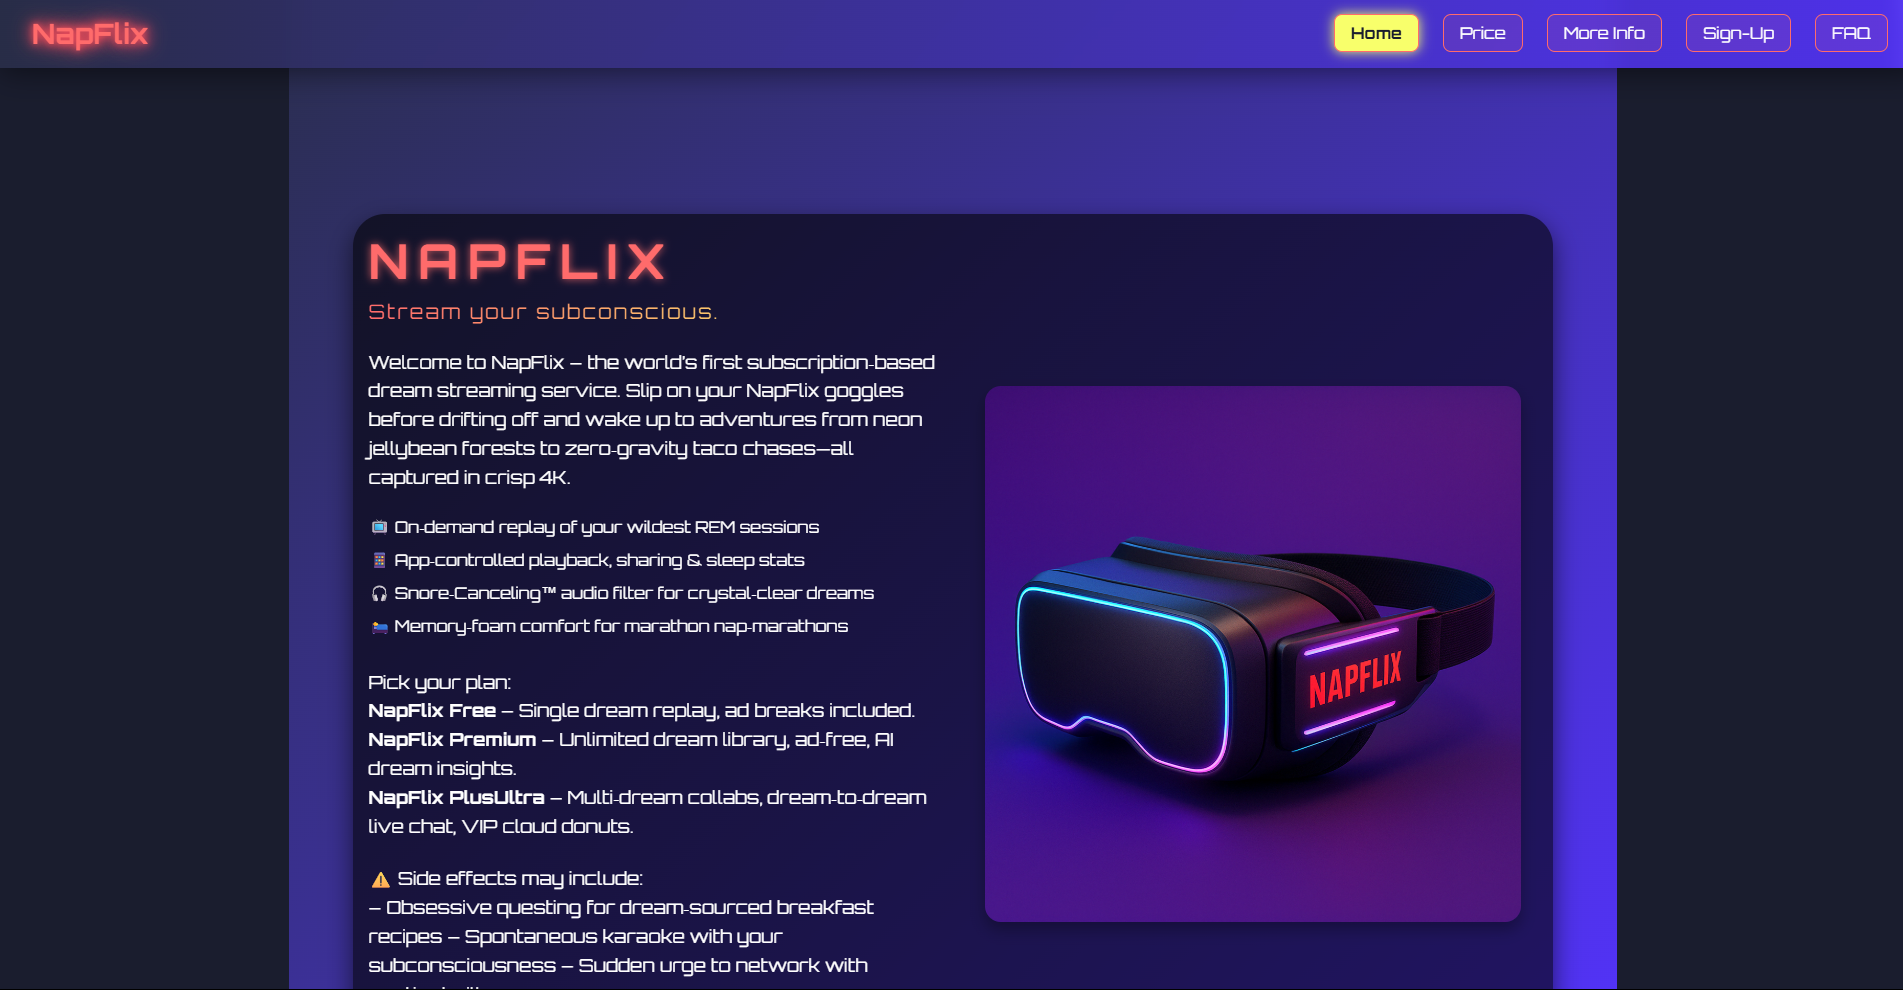 NapFlix
Home
Price
More Info
Sign-Up
FAQ
NAPFLIX
Stream your subconscious.
Welcome to NapFlix – the world's first subscription-based
dream streaming service. Slip on your NapFlix goggles
before drifting off and wake up to adventures from neon
jellybean forests to zero-gravity taco chases—all
captured in crisp 4K.
On-demand replay of your wildest REM sessions
App-controlled playback, sharing & sleep stats
Snore-Canceling™ audio filter for crystal-clear dreams
Memory-foam comfort for marathon nap-marathons
Pick your plan:
NapFlix Free – Single dream replay, ad breaks included.
NapFlix Premium – Unlimited dream library, ad-free, AI
dream insights.
NapFlix PlusUltra – Multi-dream collabs, dream-to-dream
live chat, VIP cloud donuts.
⚠️ Side effects may include:
– Obsessive questing for dream-sourced breakfast
recipes – Spontaneous karaoke with your
subconsciousness – Sudden urge to network with
NAPFLIX